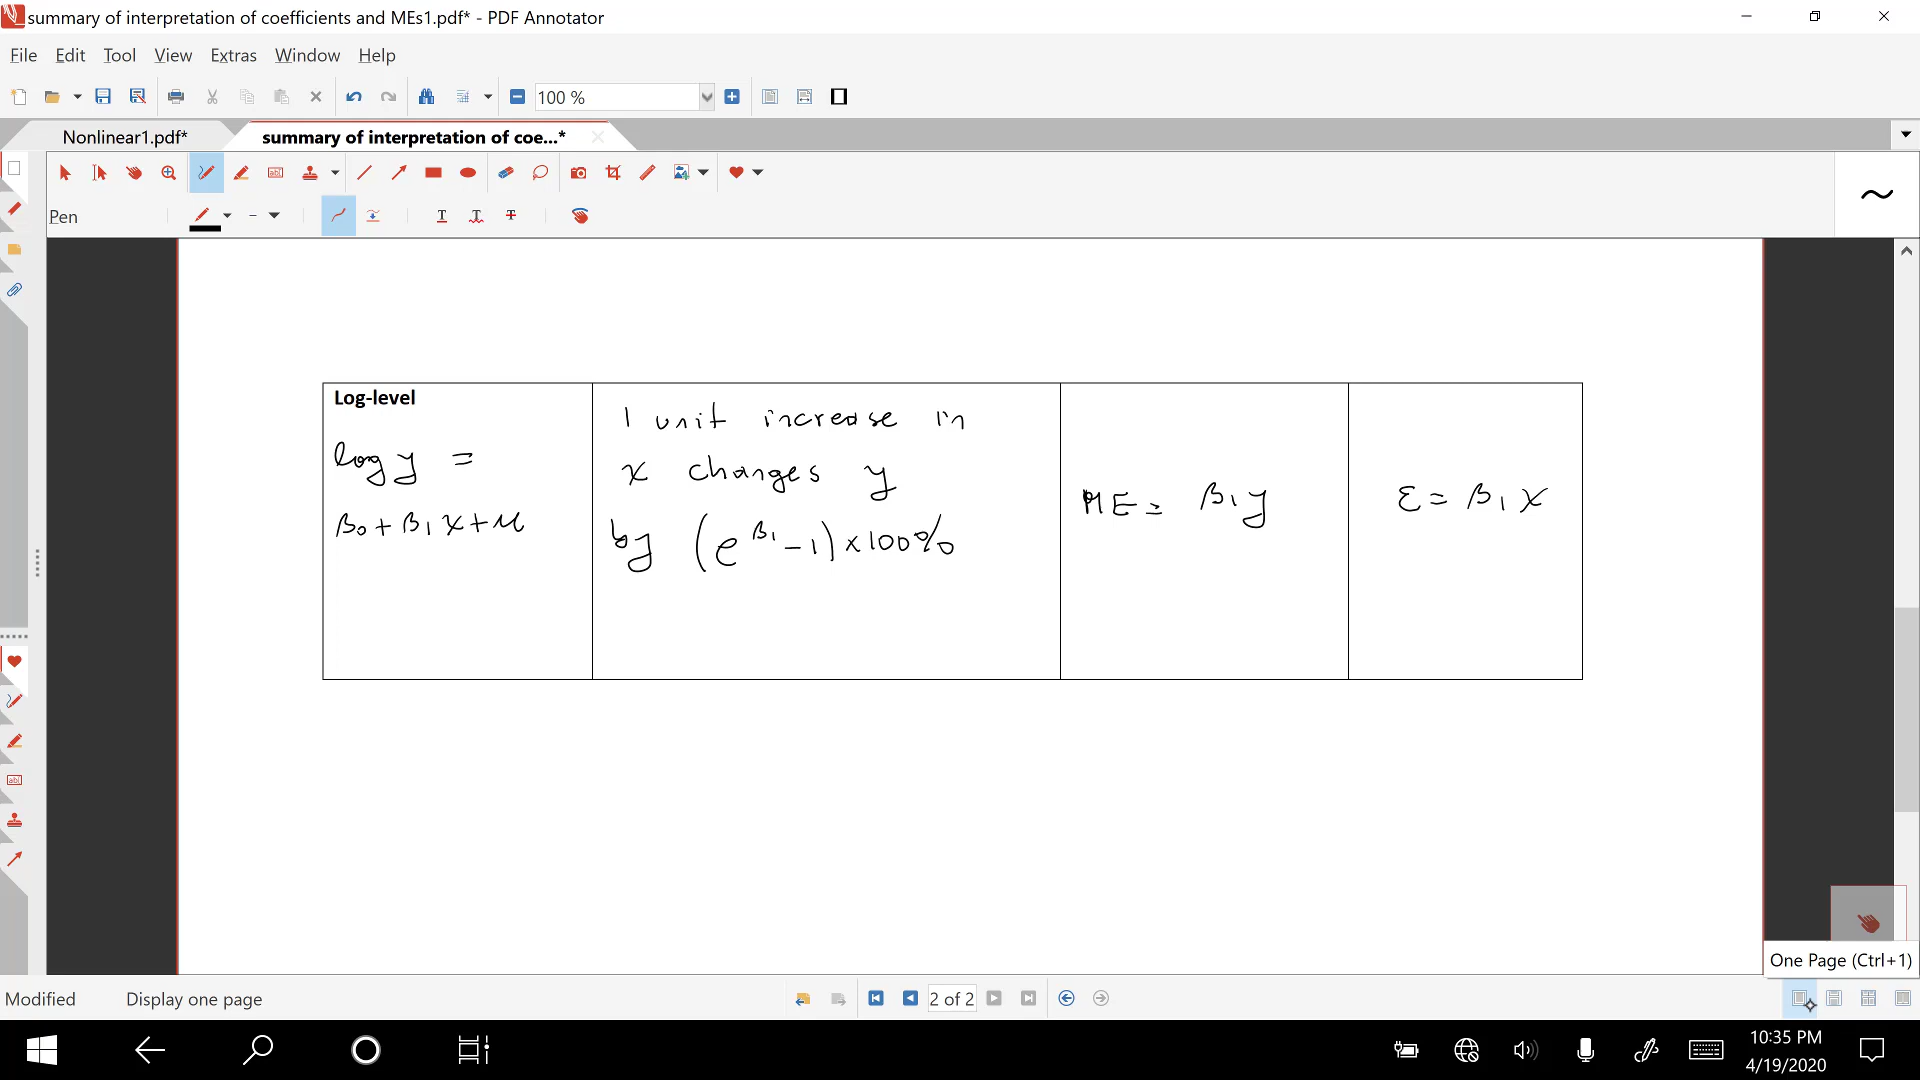 summary of interpretation of coefficients and MEs1.pdf* - PDF Annotator
File Edit Tool View Extras Window Help
100 %
Nonlinear1.pdf* summary of interpretation of coe...*
Pen
Log-level
log y =
β₀ + β₁ x + u
1 unit increase in
x changes y
by (e^β₁ - 1) × 100%
ME = β₁ y
ε = β₁ x
One Page (Ctrl+1)
Modified Display one page 2 of 2
10:35 PM
4/19/2020